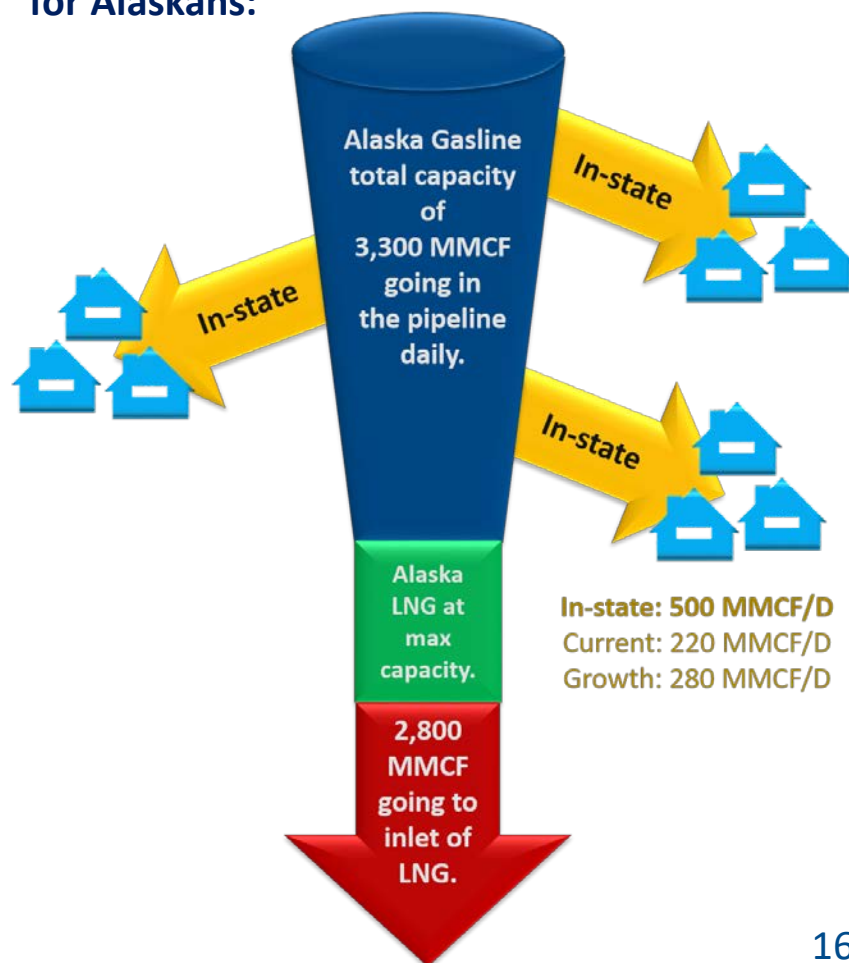 for Alaskans:
Alaska Gasline
total capacity
of
3,300 MMCF
going in
the pipeline
daily.
In-state
In-state
In-state
Alaska
LNG at
max
capacity.
In-state: 500 MMCF/D
Current: 220 MMCF/D
Growth: 280 MMCF/D
2,800
MMCF
going to
inlet of
LNG.
16